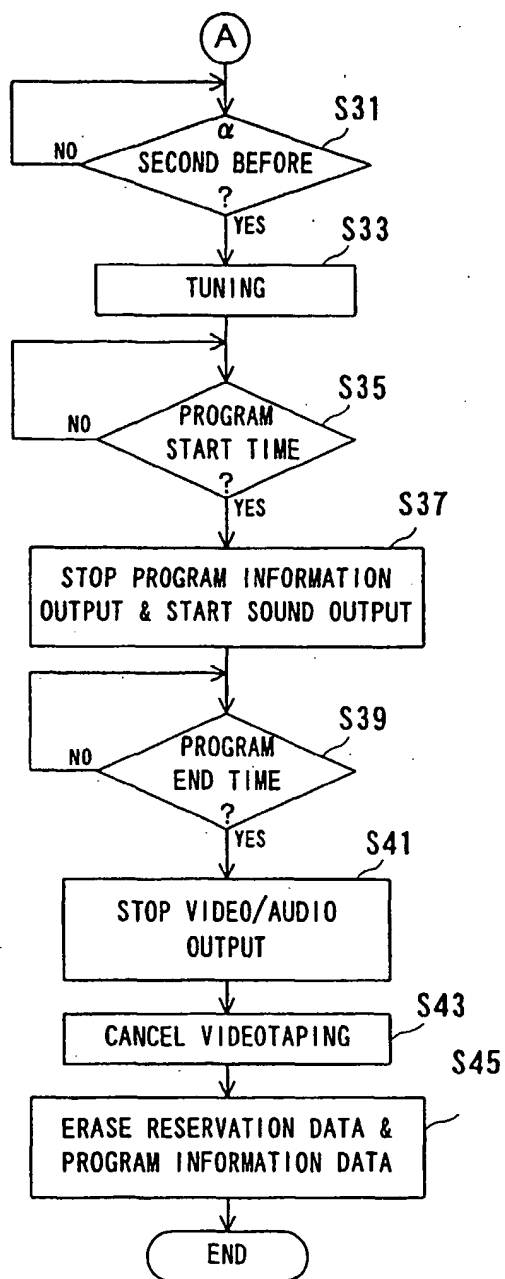 A
S31
α
NO
SECOND BEFORE
?
YES
S33
TUNING
S35
PROGRAM
NO
START TIME
?
YES
S37
STOP PROGRAM INFORMATION
OUTPUT & START SOUND OUTPUT
S39
PROGRAM
NO
END TIME
?
YES
S41
STOP VIDEO/AUDIO
OUTPUT
S43
CANCEL VIDEOTAPING
S45
ERASE RESERVATION DATA &
PROGRAM INFORMATION DATA
END